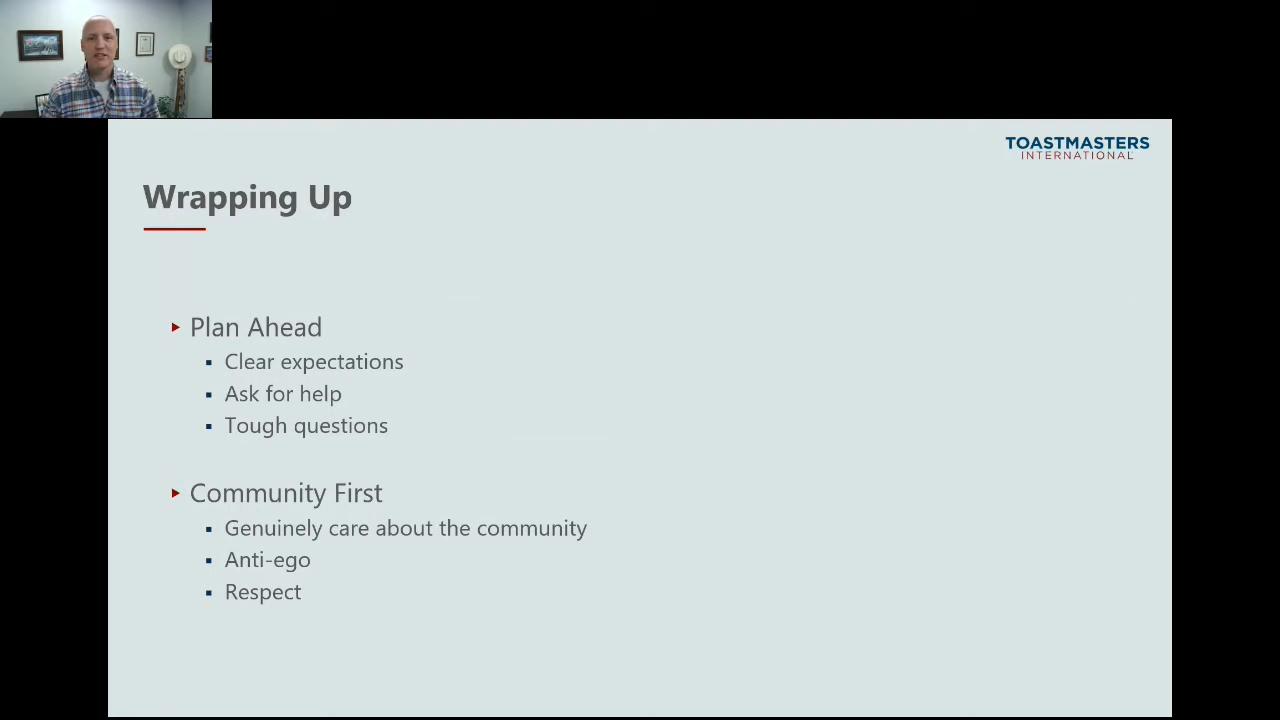 TOASTMASTERS
INTERNATIONAL
Wrapping Up
Plan Ahead
Clear expectations
Ask for help
Tough questions
Community First
Genuinely care about the community
Anti-ego
Respect